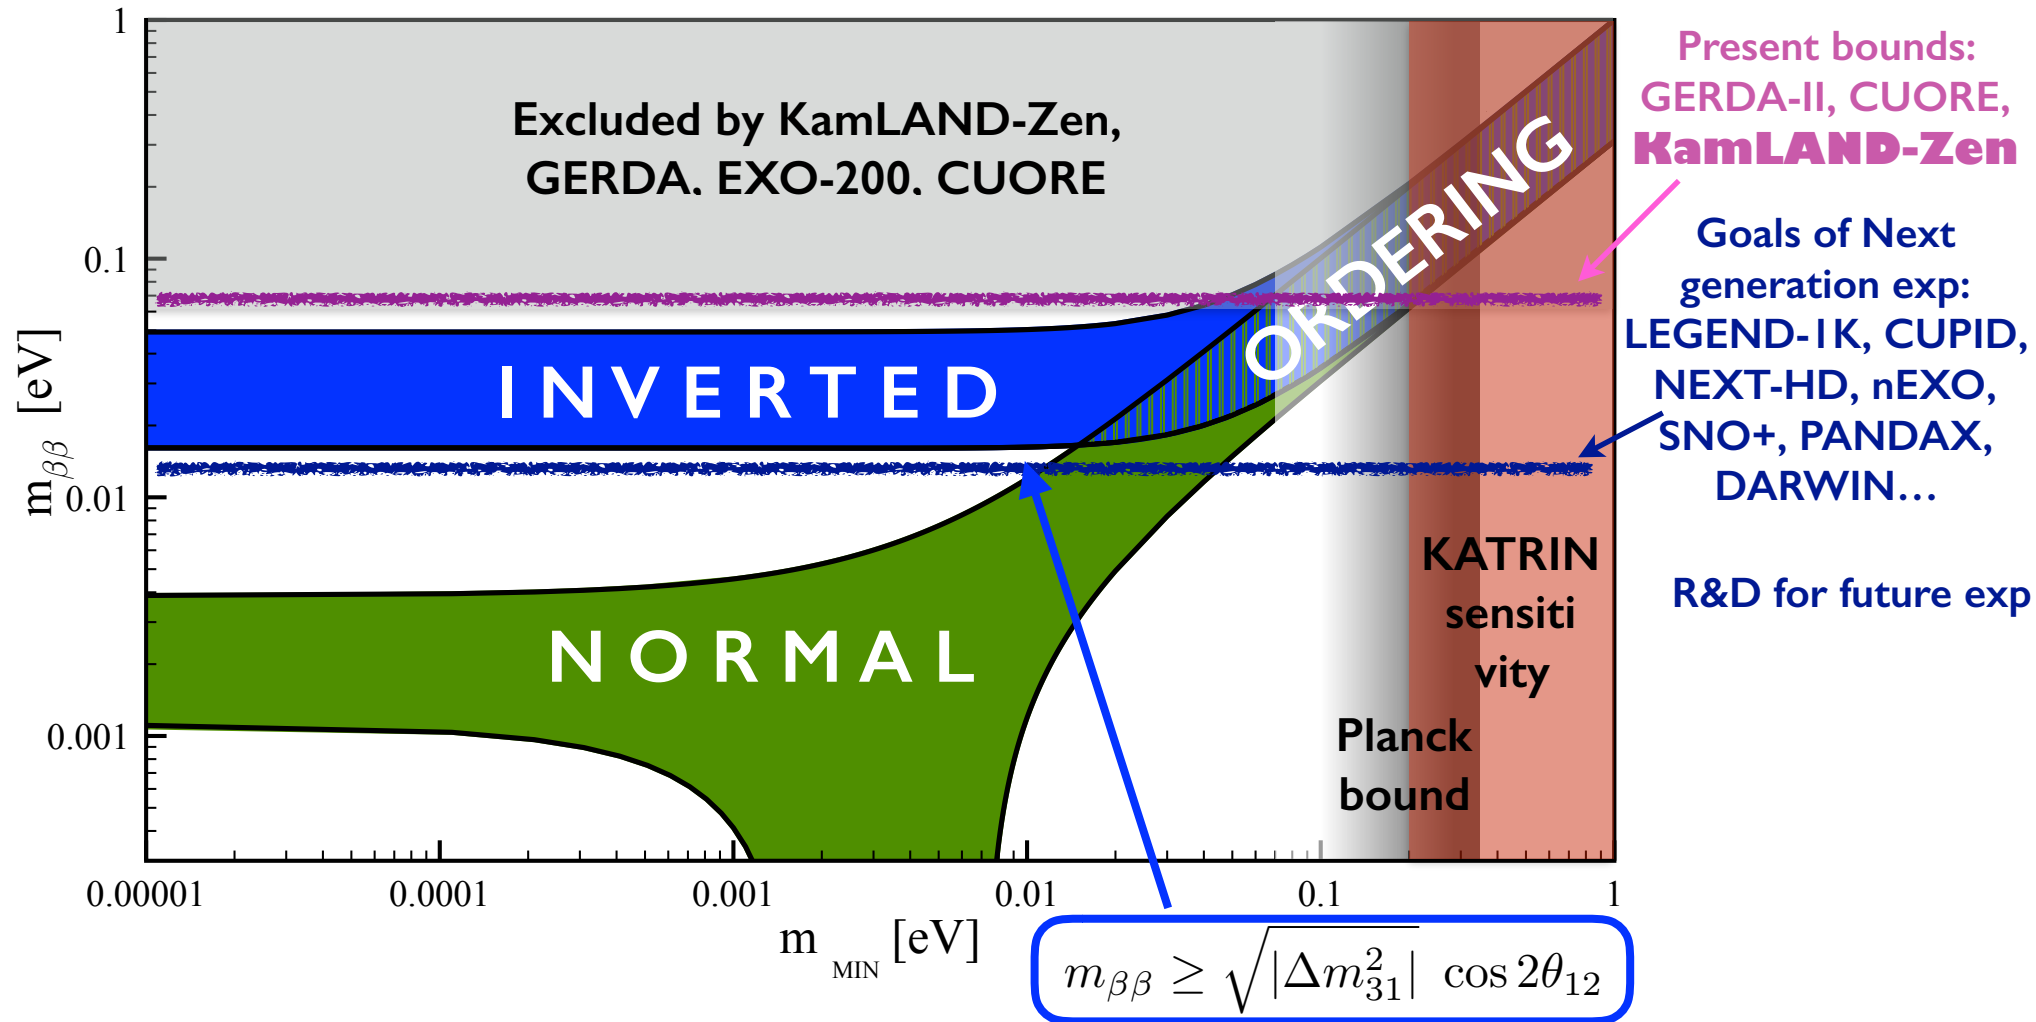 1
0.1
0.01
0.001
m_ββ [eV]
Excluded by KamLAND-Zen,
GERDA, EXO-200, CUORE
INVERTED
ORDERING
NORMAL
KATRIN
sensiti
vity
Planck
bound
0.00001 0.0001 0.001 0.01 0.1 1
m_MIN [eV]
m_ββ ≥ √|Δm²₃₁| cos 2θ₁₂
Present bounds:
GERDA-II, CUORE,
KamLAND-Zen
Goals of Next
generation exp:
LEGEND-1K, CUPID,
NEXT-HD, nEXO,
SNO+, PANDAX,
DARWIN…
R&D for future exp